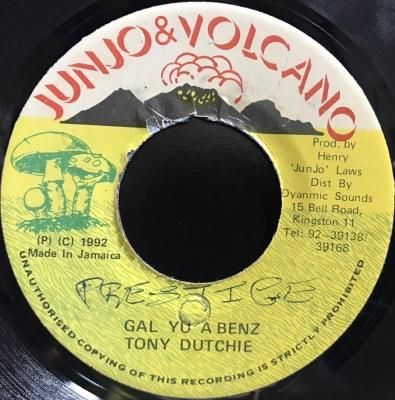 JUNJO & VOLCANO
Prod. by
Henry
'JunJo' Laws
Dist By
Dyanmic Sounds
15 Bell Road,
Kingston 11
Tel: 92-39138/
39168
(P) (C) 1992
Made In Jamaica
PRESTIGE
GAL YU A BENZ
TONY DUTCHIE
UNAUTHORISED COPYING OF THIS RECORDING IS STRICTLY PROHIBITED